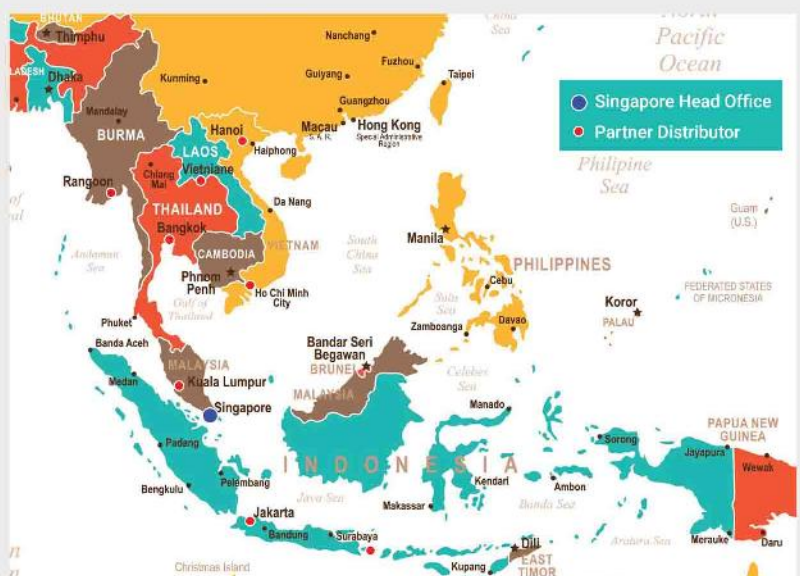 BHUTAN
Thimphu
LADESH
Dhaka
China
Sea
North
Pacific
Ocean
Nanchang
Fuzhou
Kunming
Guiyang
Taipei
Guangzhou
Macau
S. A. R.
Hong Kong
Special Administrative
Region
Singapore Head Office
Partner Distributor
Mandalay
BURMA
Hanoi
Haiphong
LAOS
Vietniane
Chiang
Mai
Rangoon
THAILAND
Bangkok
Da Nang
VIETNAM
CAMBODIA
Phnom
Penh
Ho Chi Minh
City
Andaman
Sea
Gulf of
Thailand
South
China
Sea
Philipine
Sea
Guam
(U.S.)
Manila
PHILIPPINES
Cebu
Sulu
Sea
Zamboanga
Davao
Koror
PALAU
FEDERATED STATES
OF MICRONESIA
Phuket
Banda Aceh
Medan
MALAYSIA
Kuala Lumpur
Singapore
Bandar Seri
Begawan
BRUNEI
MALAYSIA
Celebes
Sea
Manado
Padang
Bengkulu
Pelembang
INDONESIA
Java Sea
Jakarta
Bandung
Surabaya
Makassar
Kendari
Ambon
Banda Sea
Sorong
Jayapura
PAPUA NEW
GUINEA
Wewak
Merauke
Daru
Arafura Sea
Dili
EAST
TIMOR
Kupang
Christmas Island